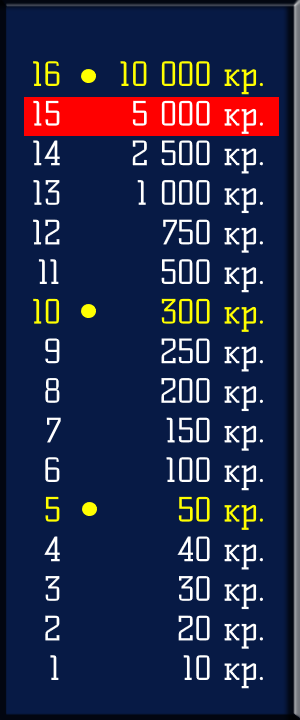 16 ● 10 000 кр.
15 5 000 кр.
14 2 500 кр.
13 1 000 кр.
12 750 кр.
11 500 кр.
10 ● 300 кр.
9 250 кр.
8 200 кр.
7 150 кр.
6 100 кр.
5 ● 50 кр.
4 40 кр.
3 30 кр.
2 20 кр.
1 10 кр.